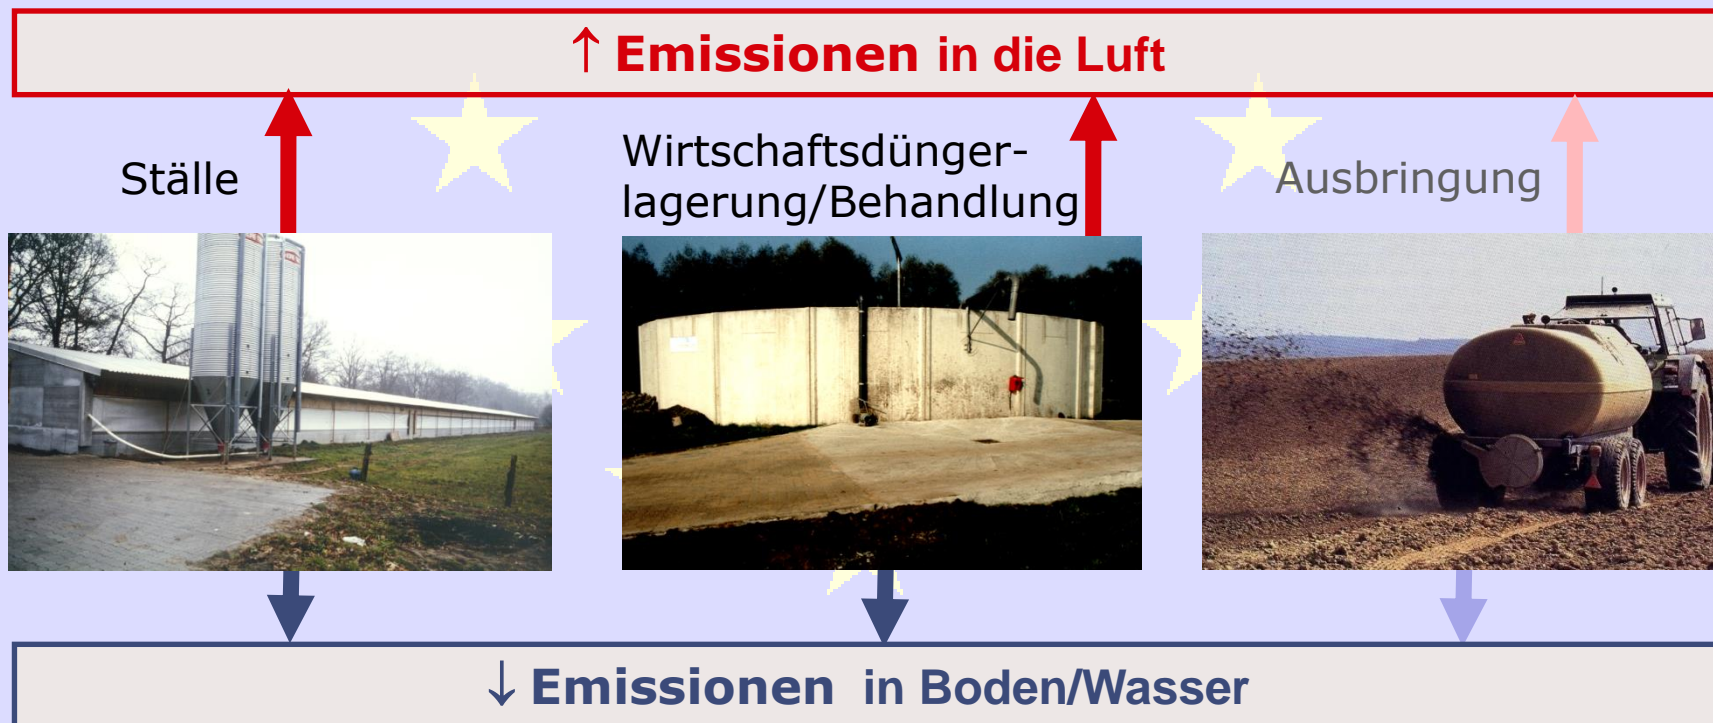 ↑ Emissionen in die Luft
Ställe
Wirtschaftsdünger-
lagerung/Behandlung
Ausbringung
↓ Emissionen in Boden/Wasser